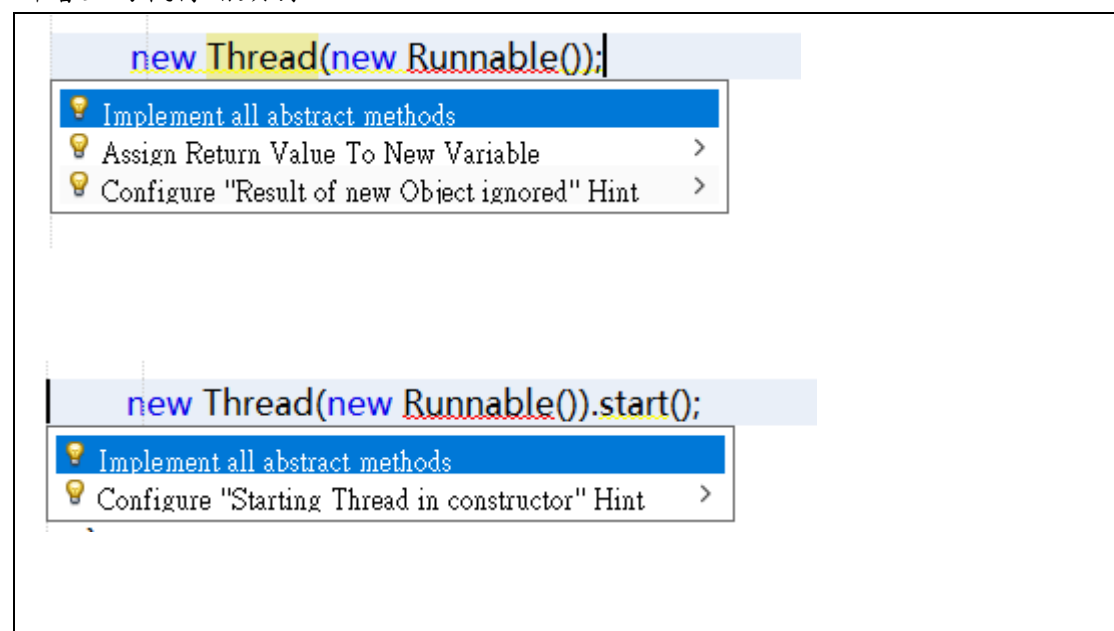 new Thread(new Runnable());
Implement all abstract methods
Assign Return Value To New Variable >
Configure "Result of new Object ignored" Hint >
new Thread(new Runnable()).start();
Implement all abstract methods
Configure "Starting Thread in constructor" Hint >